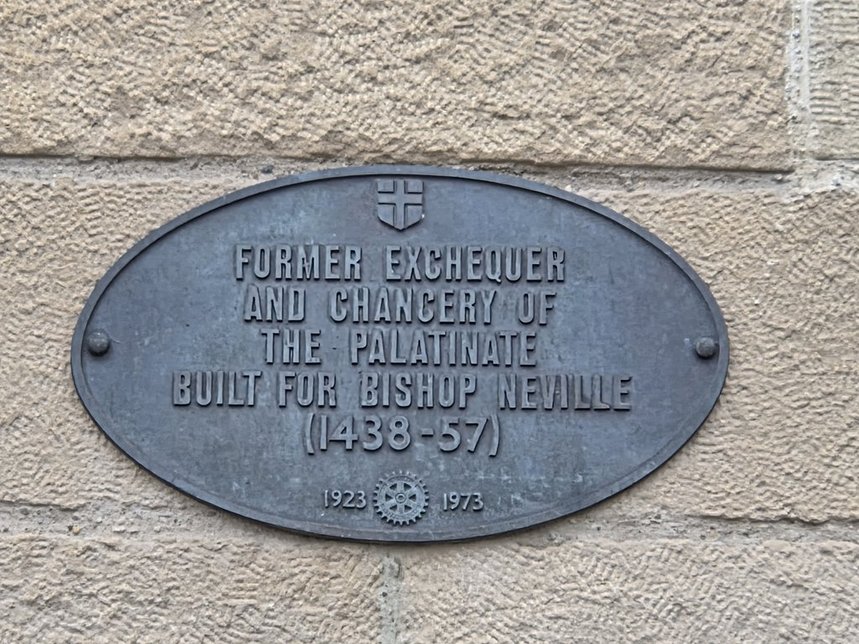 FORMER EXCHEQUER
AND CHANCERY OF
THE PALATINATE
BUILT FOR BISHOP NEVILLE
(1438-57)
1923 1973